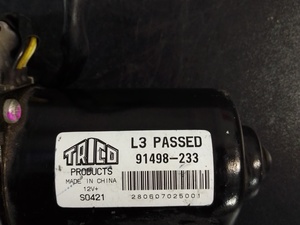 TRICO
PRODUCTS
MADE IN CHINA
12V+
S0421
L3 PASSED
91498-233
280607025001